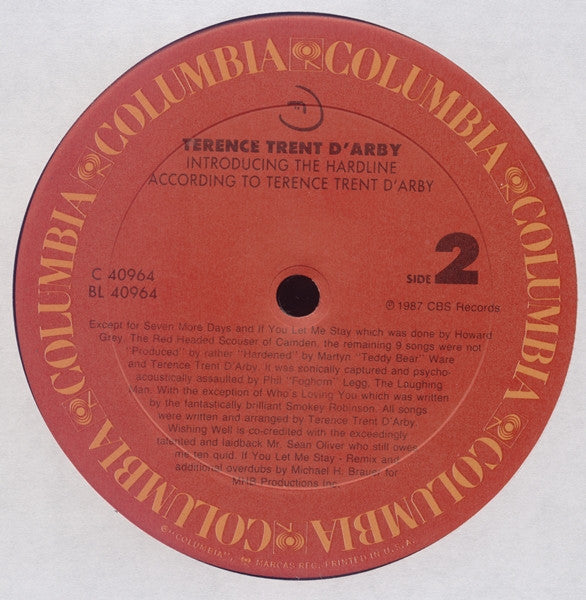 COLUMBIA COLUMBIA COLUMBIA COLUMBIA COLUMBIA COLUMBIA COLUMBIA
TERENCE TRENT D'ARBY
INTRODUCING THE HARDLINE
ACCORDING TO TERENCE TRENT D'ARBY
C 40964
BL 40964
SIDE 2
℗ 1987 CBS Records
Except for Seven More Days and if You Let Me Stay which was done by Howard
Grey, The Red Headed Scouser of Camden, the remaining 9 songs were not
"Produced" by rather "Hardened" by Martyn "Teddy Bear" Ware
and Terence Trent D'Arby. It was sonically captured and psycho-
acoustically assaulted by Phil "Foghorn" Legg, The Loughing
Man. With the exception of Who's Loving You which was written
by the fantastically brilliant Smokey Robinson. All songs
were written and arranged by Terence Trent D'Arby.
Wishing Well is co-credited with the exceedingly
talented and laidback Mr. Sean Oliver who still owes
me ten quid. If You Let Me Stay - Remix and
additional overdubs by Michael H. Brauer for
MHB Productions Inc.
"COLUMBIA", MARCAS REG. PRINTED IN U.S.A.